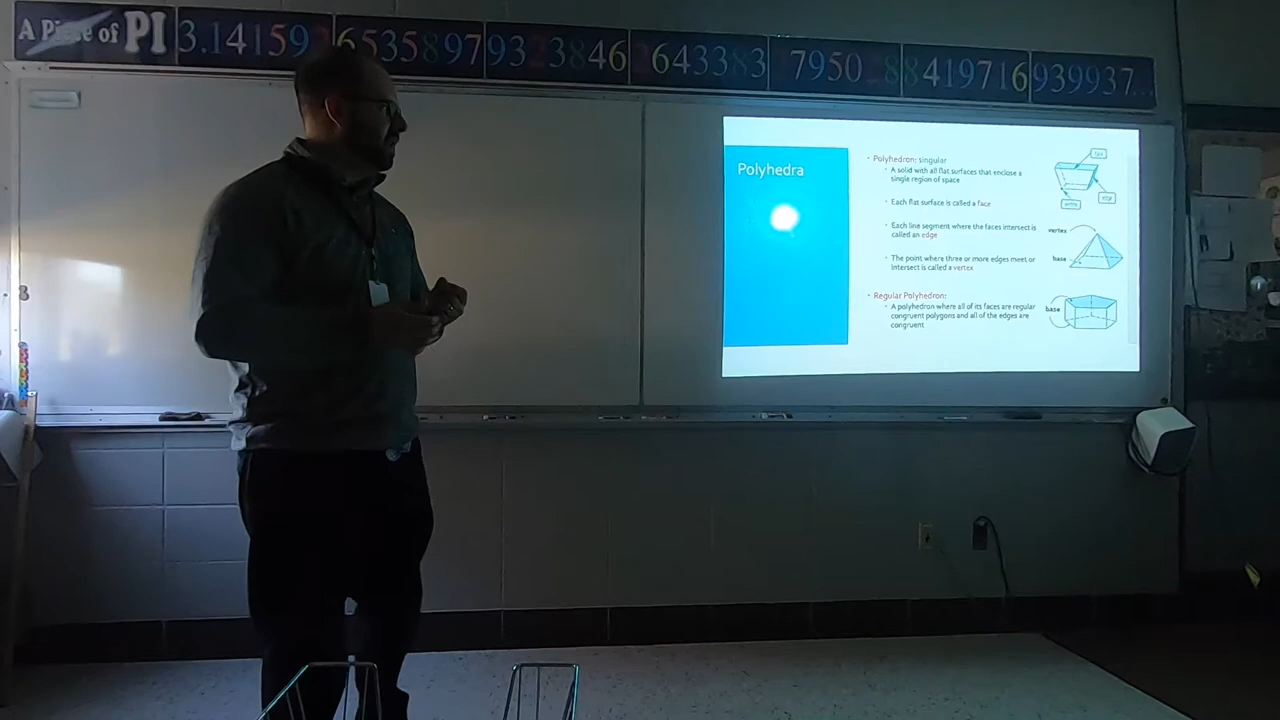 A Piece of PI 3.14159 6535897 93 3846 643383 7950 88 419716 939937...
Polyhedra
Polyhedron: singular
A solid with all flat surfaces that enclose a
single region of space
Each flat surface is called a face
Each line segment where the faces intersect is
called an edge
The point where three or more edges meet or
intersect is called a vertex
Regular Polyhedron:
A polyhedron where all of its faces are regular
congruent polygons and all of the edges are
congruent
vertex
base
base